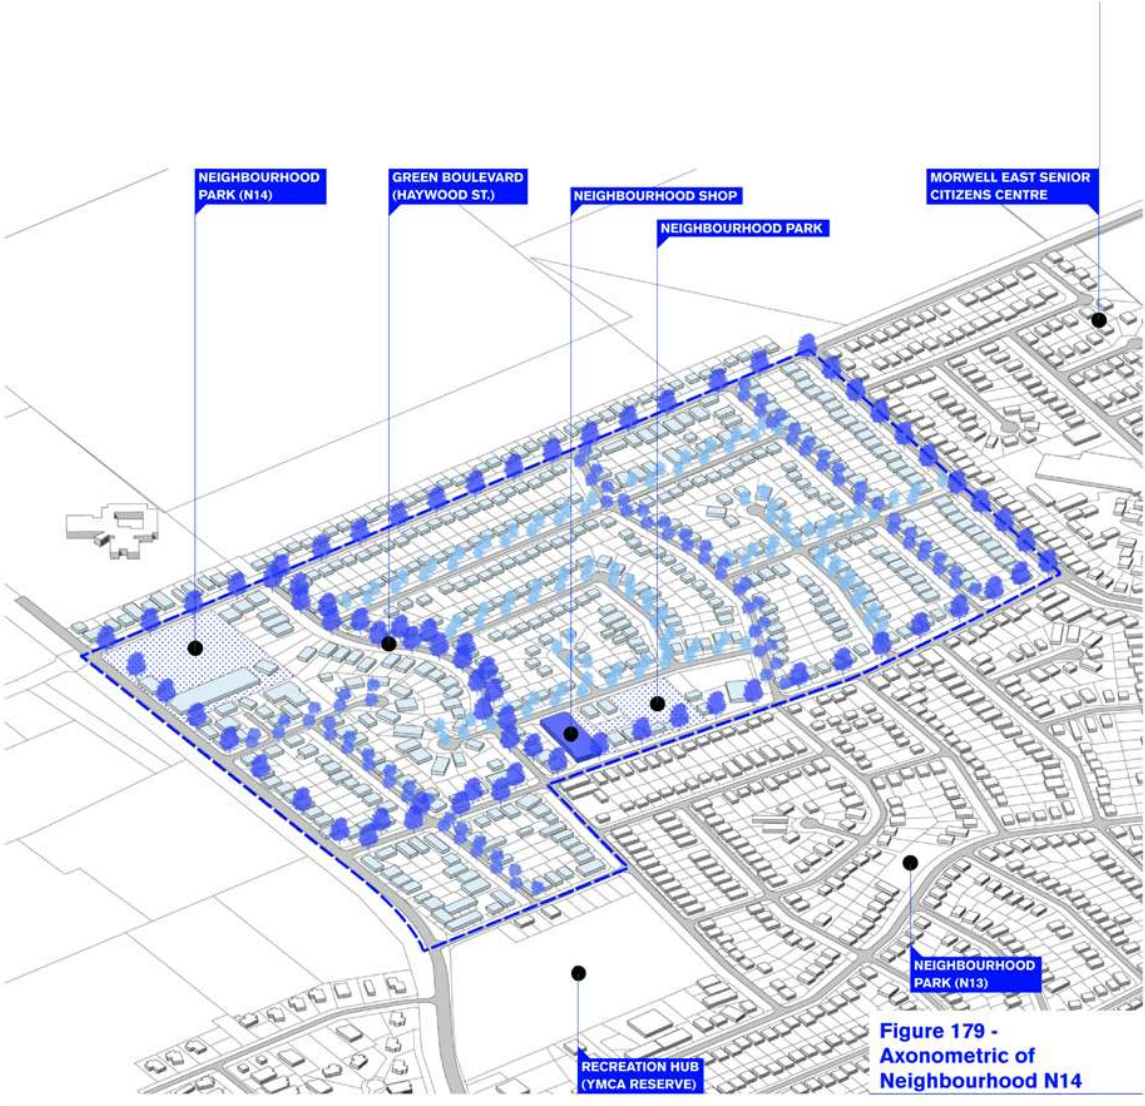 NEIGHBOURHOOD
PARK (N14)
GREEN BOULEVARD
(HAYWOOD ST.)
NEIGHBOURHOOD SHOP
NEIGHBOURHOOD PARK
MORWELL EAST SENIOR
CITIZENS CENTRE
NEIGHBOURHOOD
PARK (N13)
RECREATION HUB
(YMCA RESERVE)
Figure 179 -
Axonometric of
Neighbourhood N14